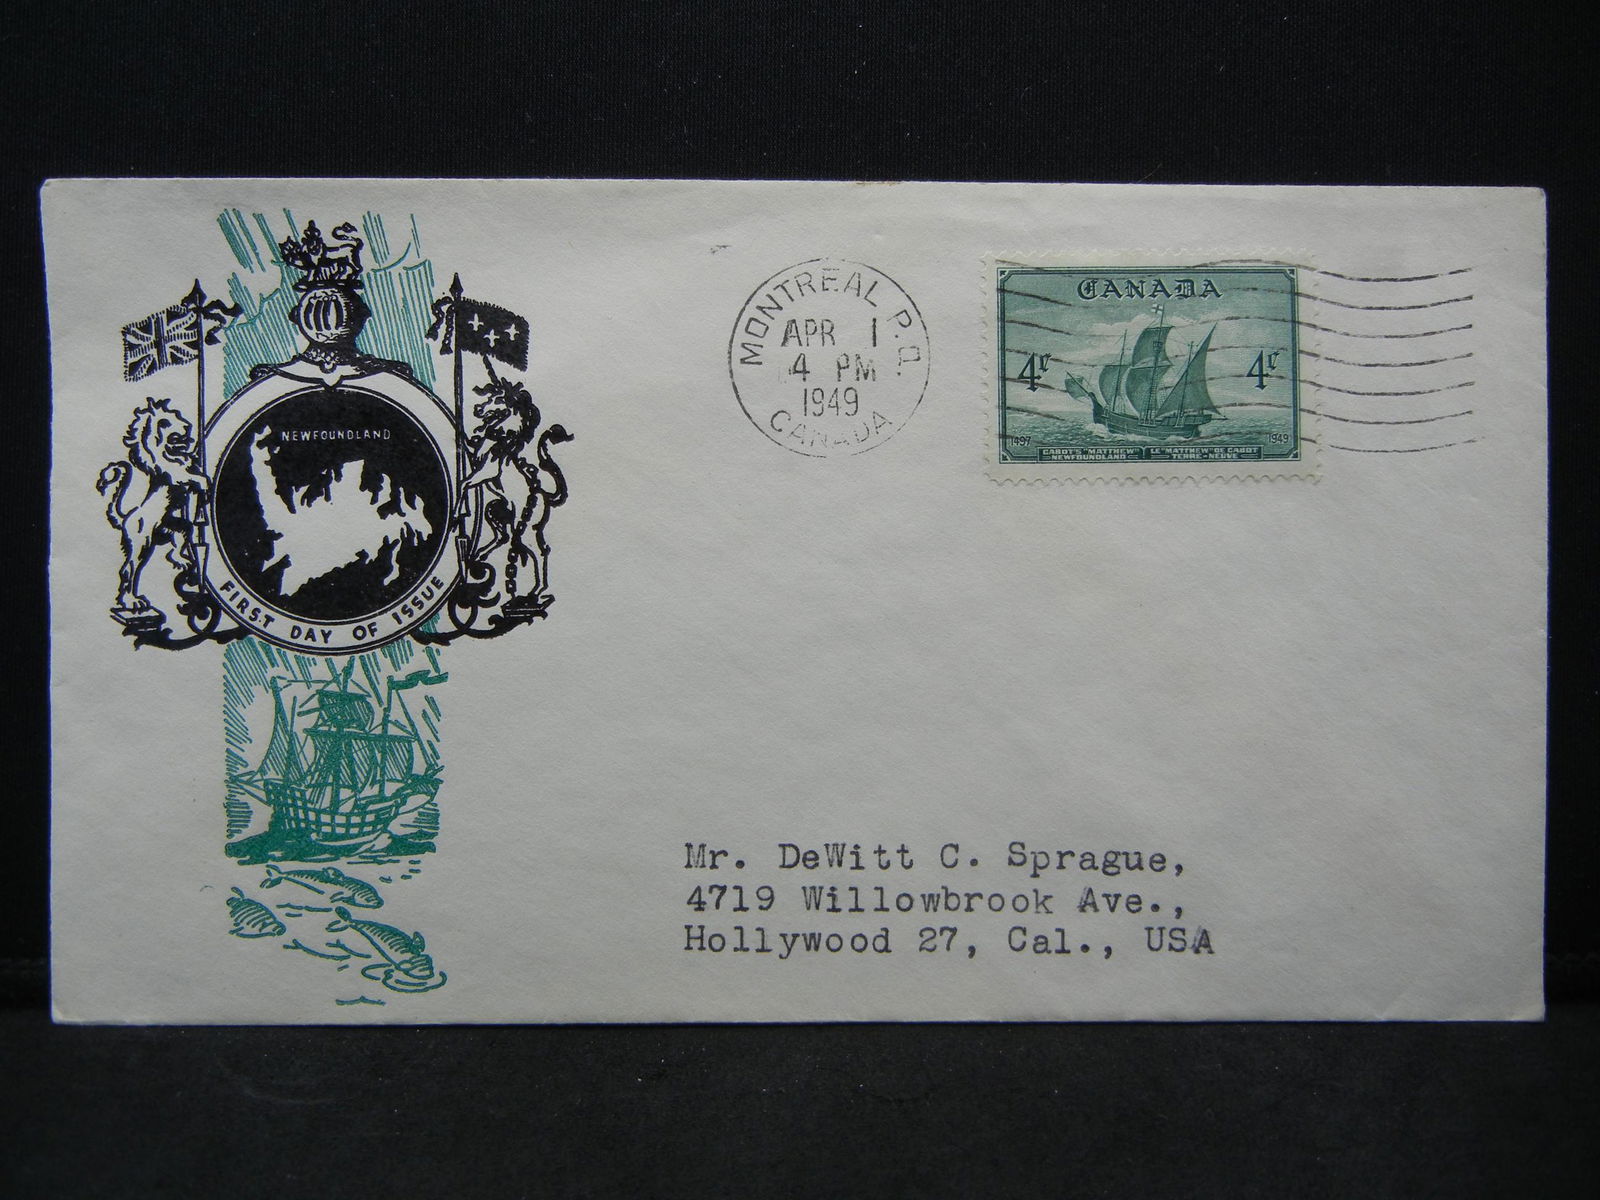 NEWFOUNDLAND
FIRST DAY OF ISSUE
MONTREAL P.Q.
APR 1
4 PM
1949
CANADA
CANADA
4¢ 4¢
1497 1949
CABOT'S "MATTHEW" LE "MATTHEW" DE CABOT
NEWFOUNDLAND TERRE-NEUVE
Mr. DeWitt C. Sprague,
4719 Willowbrook Ave.,
Hollywood 27, Cal., USA